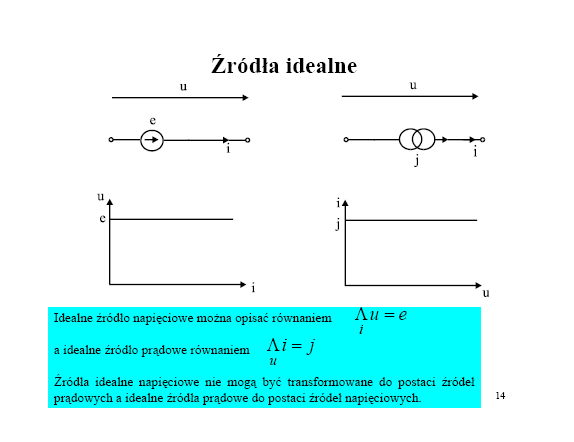 Źródła idealne
u
u
e
i
j
i
u
e
i
i
j
u
Idealne źródło napięciowe można opisać równaniem Λ u = e
i
a idealne źródło prądowe równaniem Λ i = j
u
Źródła idealne napięciowe nie mogą być transformowane do postaci źródeł
prądowych a idealne źródła prądowe do postaci źródeł napięciowych.
14